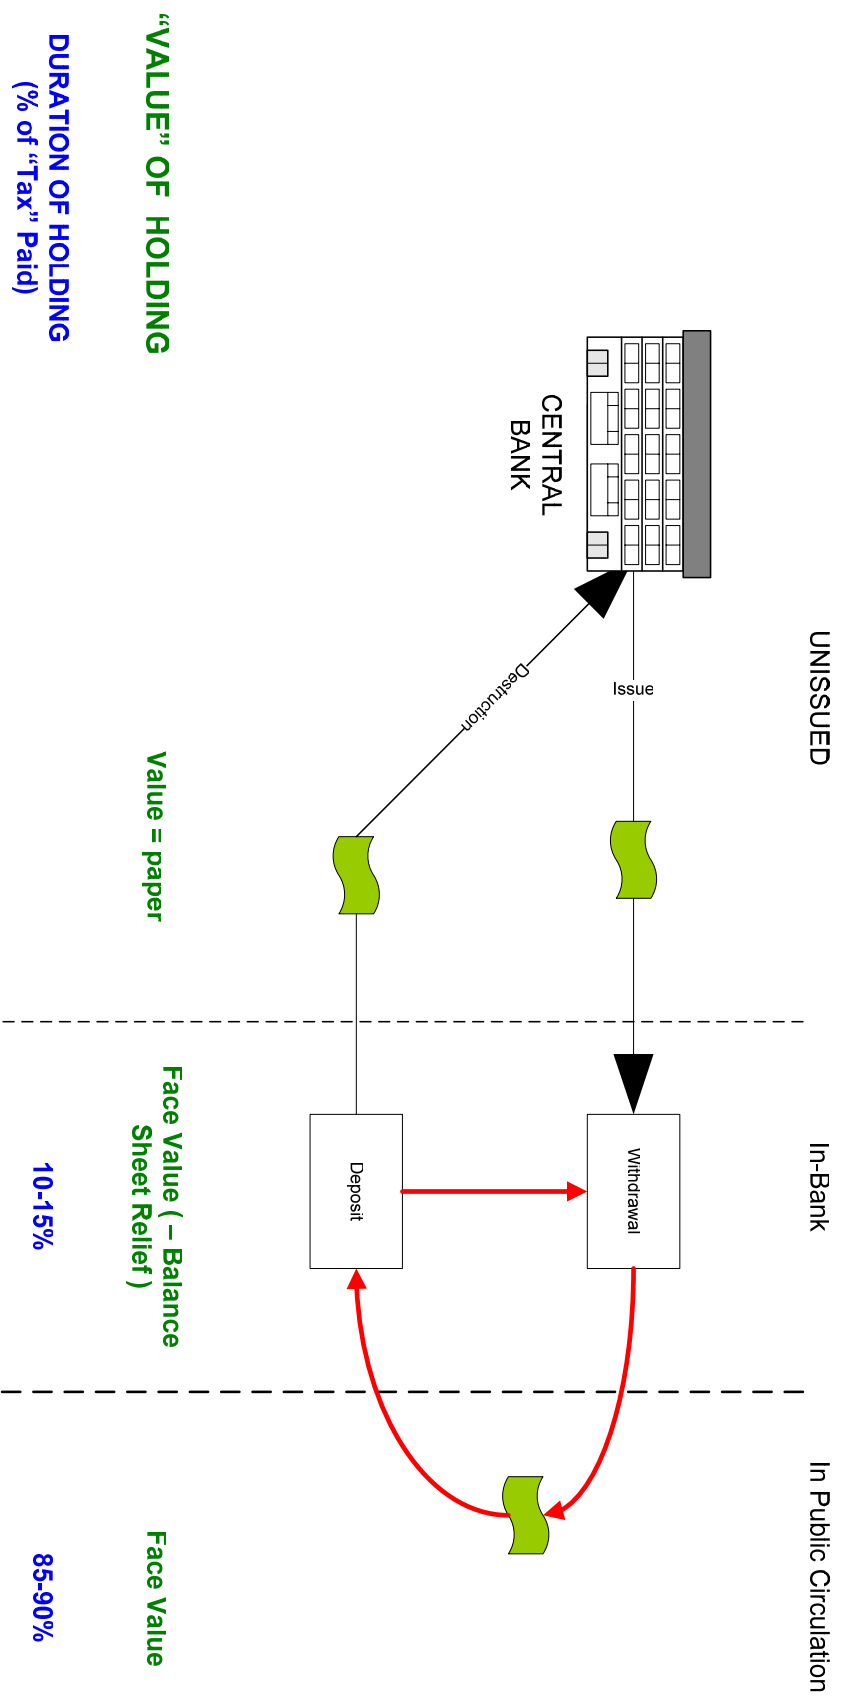 UNISSUED
In-Bank
In Public Circulation
CENTRAL
BANK
Issue
Withdrawal
Destruction
Deposit
“VALUE” OF HOLDING
Value = paper
Face Value ( – Balance
Sheet Relief )
Face Value
DURATION OF HOLDING
(% of “Tax” Paid)
10-15%
85-90%